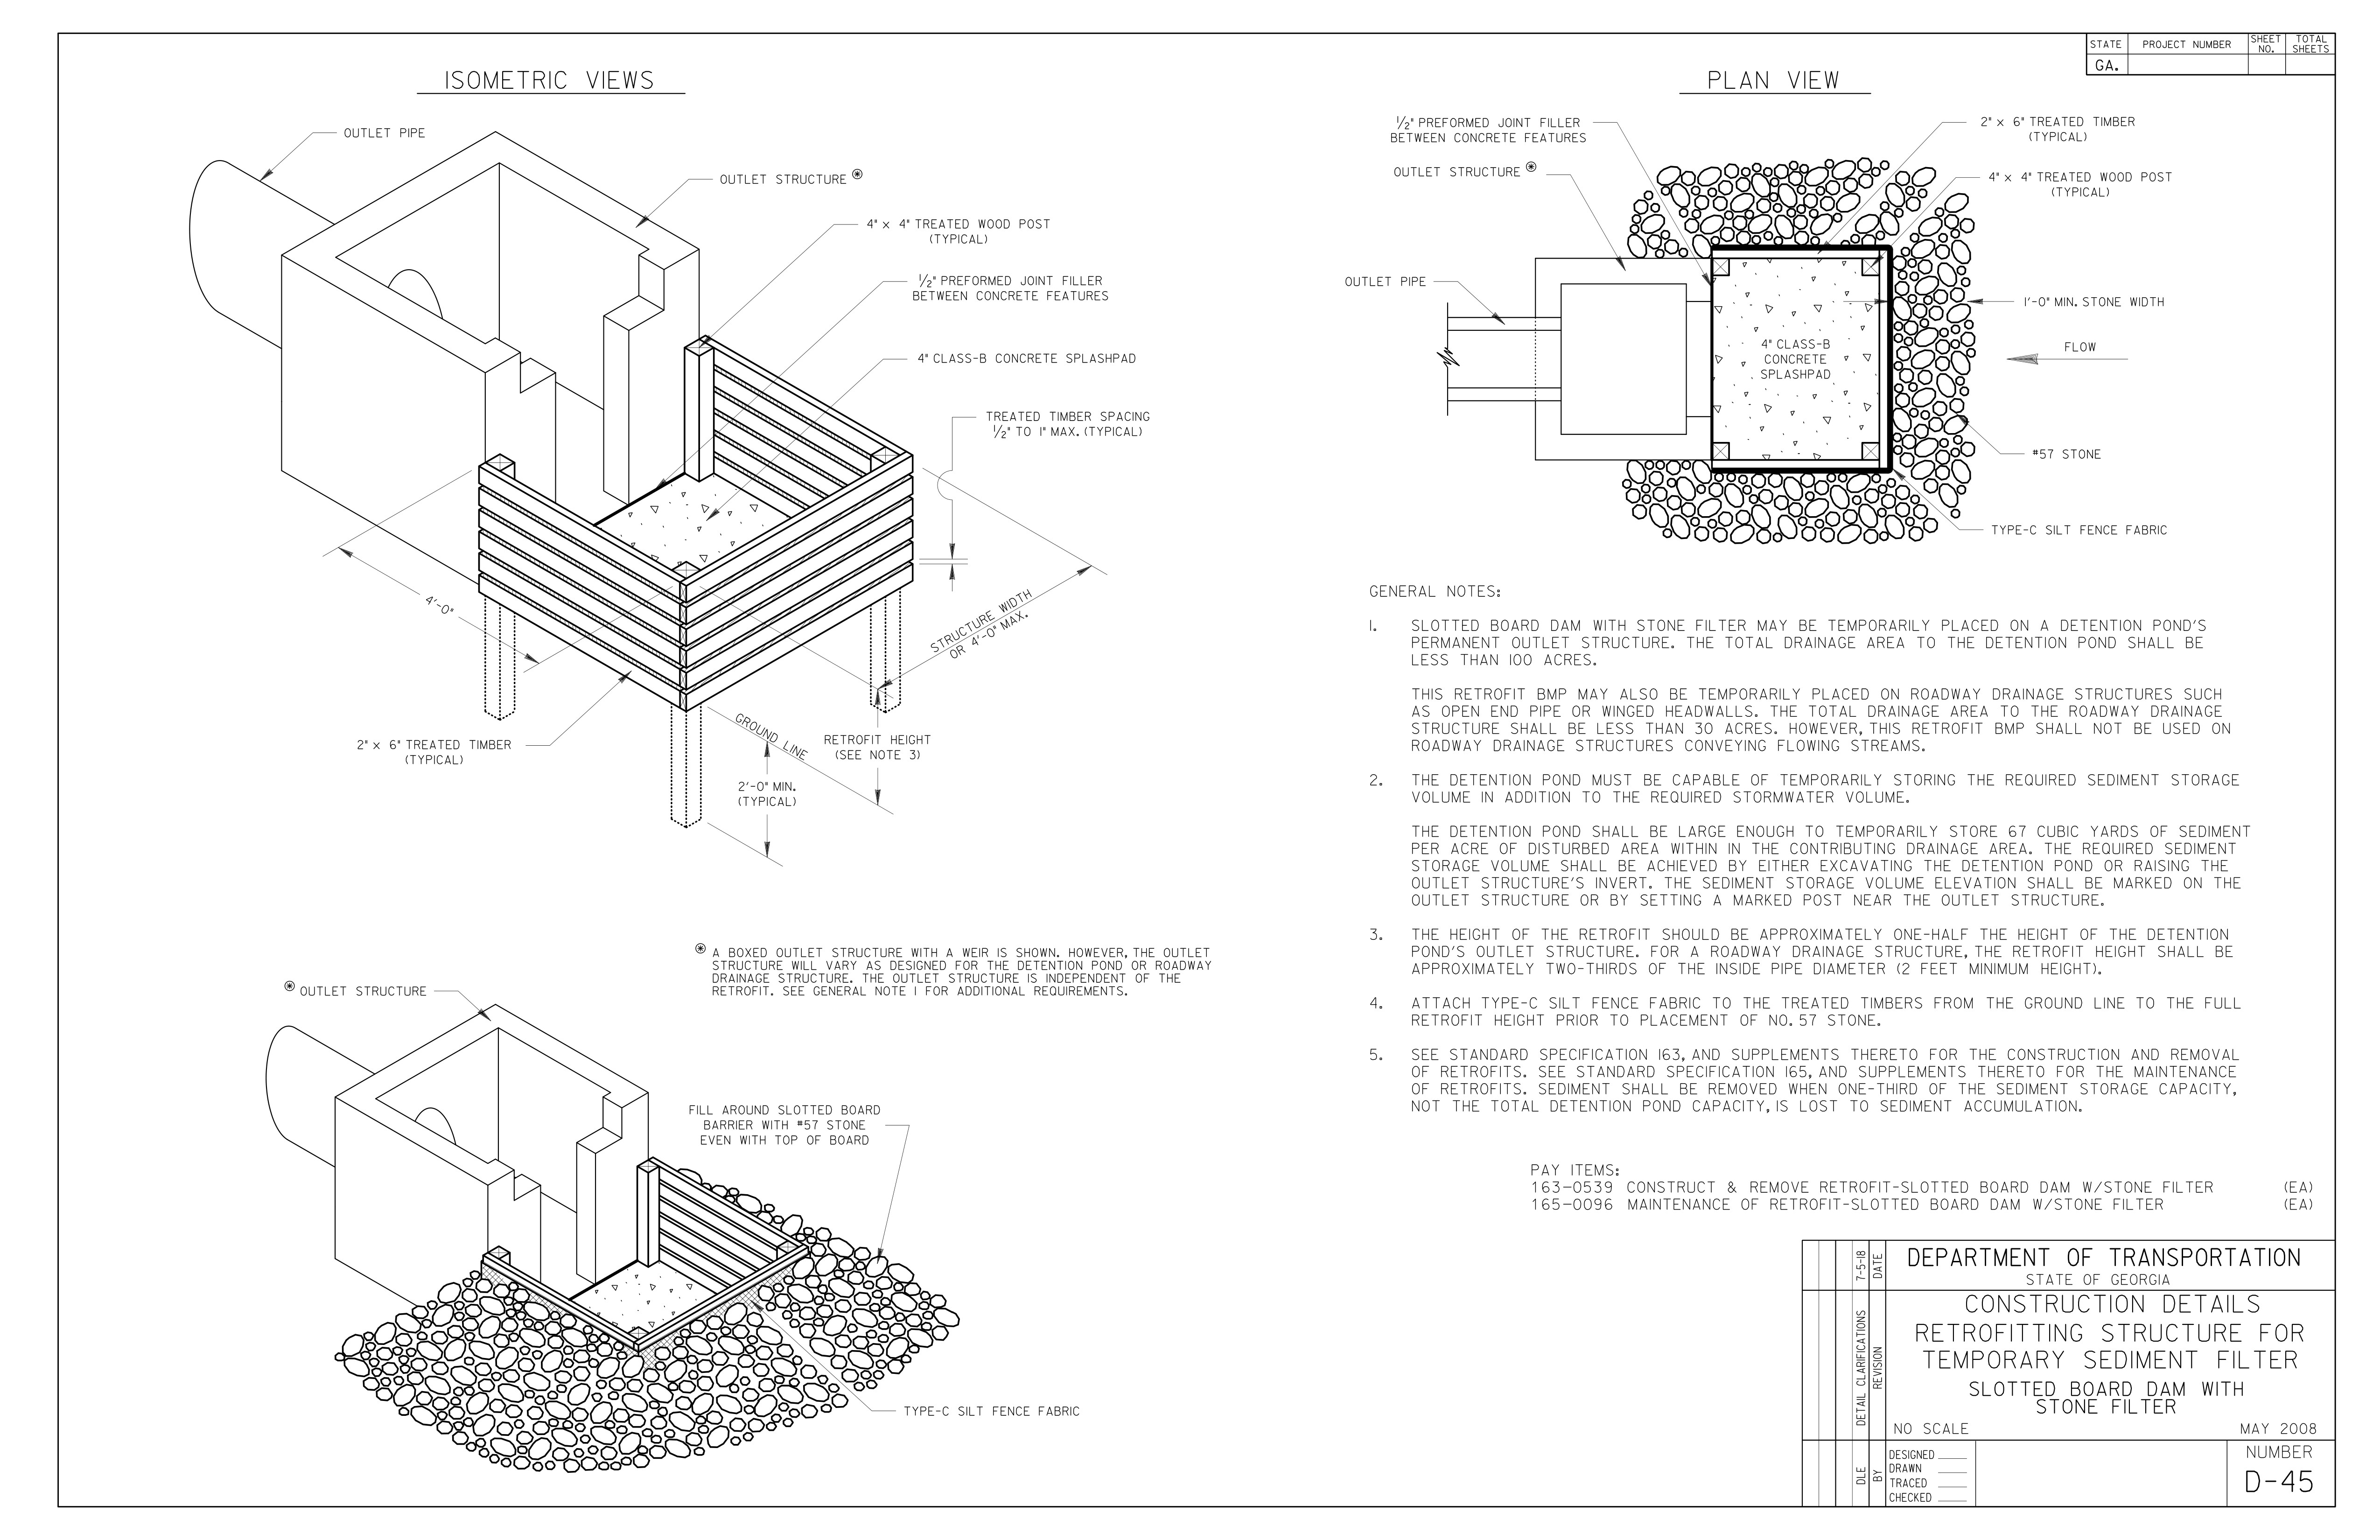 STATE PROJECT NUMBER SHEET NO. TOTAL SHEETS
GA.
ISOMETRIC VIEWS
OUTLET PIPE
OUTLET STRUCTURE ⊛
4" x 4" TREATED WOOD POST
(TYPICAL)
1/2" PREFORMED JOINT FILLER
BETWEEN CONCRETE FEATURES
4" CLASS-B CONCRETE SPLASHPAD
TREATED TIMBER SPACING
1/2" TO 1" MAX. (TYPICAL)
4'-0"
STRUCTURE WIDTH
OR 4'-0" MAX.
GROUND LINE
RETROFIT HEIGHT
(SEE NOTE 3)
2'-0" MIN.
(TYPICAL)
2" x 6" TREATED TIMBER
(TYPICAL)
⊛ A BOXED OUTLET STRUCTURE WITH A WEIR IS SHOWN. HOWEVER, THE OUTLET
STRUCTURE WILL VARY AS DESIGNED FOR THE DETENTION POND OR ROADWAY
DRAINAGE STRUCTURE. THE OUTLET STRUCTURE IS INDEPENDENT OF THE
RETROFIT. SEE GENERAL NOTE 1 FOR ADDITIONAL REQUIREMENTS.
⊛ OUTLET STRUCTURE
FILL AROUND SLOTTED BOARD
BARRIER WITH #57 STONE
EVEN WITH TOP OF BOARD
TYPE-C SILT FENCE FABRIC
PLAN VIEW
1/2" PREFORMED JOINT FILLER
BETWEEN CONCRETE FEATURES
OUTLET STRUCTURE ⊛
OUTLET PIPE
2" x 6" TREATED TIMBER
(TYPICAL)
4" x 4" TREATED WOOD POST
(TYPICAL)
1'-0" MIN. STONE WIDTH
4" CLASS-B
CONCRETE
SPLASHPAD
FLOW
#57 STONE
TYPE-C SILT FENCE FABRIC
GENERAL NOTES:
1. SLOTTED BOARD DAM WITH STONE FILTER MAY BE TEMPORARILY PLACED ON A DETENTION POND'S
PERMANENT OUTLET STRUCTURE. THE TOTAL DRAINAGE AREA TO THE DETENTION POND SHALL BE
LESS THAN 100 ACRES.
THIS RETROFIT BMP MAY ALSO BE TEMPORARILY PLACED ON ROADWAY DRAINAGE STRUCTURES SUCH
AS OPEN END PIPE OR WINGED HEADWALLS. THE TOTAL DRAINAGE AREA TO THE ROADWAY DRAINAGE
STRUCTURE SHALL BE LESS THAN 30 ACRES. HOWEVER, THIS RETROFIT BMP SHALL NOT BE USED ON
ROADWAY DRAINAGE STRUCTURES CONVEYING FLOWING STREAMS.
2. THE DETENTION POND MUST BE CAPABLE OF TEMPORARILY STORING THE REQUIRED SEDIMENT STORAGE
VOLUME IN ADDITION TO THE REQUIRED STORMWATER VOLUME.
THE DETENTION POND SHALL BE LARGE ENOUGH TO TEMPORARILY STORE 67 CUBIC YARDS OF SEDIMENT
PER ACRE OF DISTURBED AREA WITHIN IN THE CONTRIBUTING DRAINAGE AREA. THE REQUIRED SEDIMENT
STORAGE VOLUME SHALL BE ACHIEVED BY EITHER EXCAVATING THE DETENTION POND OR RAISING THE
OUTLET STRUCTURE'S INVERT. THE SEDIMENT STORAGE VOLUME ELEVATION SHALL BE MARKED ON THE
OUTLET STRUCTURE OR BY SETTING A MARKED POST NEAR THE OUTLET STRUCTURE.
3. THE HEIGHT OF THE RETROFIT SHOULD BE APPROXIMATELY ONE-HALF THE HEIGHT OF THE DETENTION
POND'S OUTLET STRUCTURE. FOR A ROADWAY DRAINAGE STRUCTURE, THE RETROFIT HEIGHT SHALL BE
APPROXIMATELY TWO-THIRDS OF THE INSIDE PIPE DIAMETER (2 FEET MINIMUM HEIGHT).
4. ATTACH TYPE-C SILT FENCE FABRIC TO THE TREATED TIMBERS FROM THE GROUND LINE TO THE FULL
RETROFIT HEIGHT PRIOR TO PLACEMENT OF NO. 57 STONE.
5. SEE STANDARD SPECIFICATION 163, AND SUPPLEMENTS THERETO FOR THE CONSTRUCTION AND REMOVAL
OF RETROFITS. SEE STANDARD SPECIFICATION 165, AND SUPPLEMENTS THERETO FOR THE MAINTENANCE
OF RETROFITS. SEDIMENT SHALL BE REMOVED WHEN ONE-THIRD OF THE SEDIMENT STORAGE CAPACITY,
NOT THE TOTAL DETENTION POND CAPACITY, IS LOST TO SEDIMENT ACCUMULATION.
PAY ITEMS:
163-0539 CONSTRUCT & REMOVE RETROFIT-SLOTTED BOARD DAM W/STONE FILTER (EA)
165-0096 MAINTENANCE OF RETROFIT-SLOTTED BOARD DAM W/STONE FILTER (EA)
7-5-18
DATE
DETAIL CLARIFICATIONS
REVISION
DLE
BY
DEPARTMENT OF TRANSPORTATION
STATE OF GEORGIA
CONSTRUCTION DETAILS
RETROFITTING STRUCTURE FOR
TEMPORARY SEDIMENT FILTER
SLOTTED BOARD DAM WITH
STONE FILTER
NO SCALE MAY 2008
DESIGNED
DRAWN
TRACED
CHECKED
NUMBER
D-45